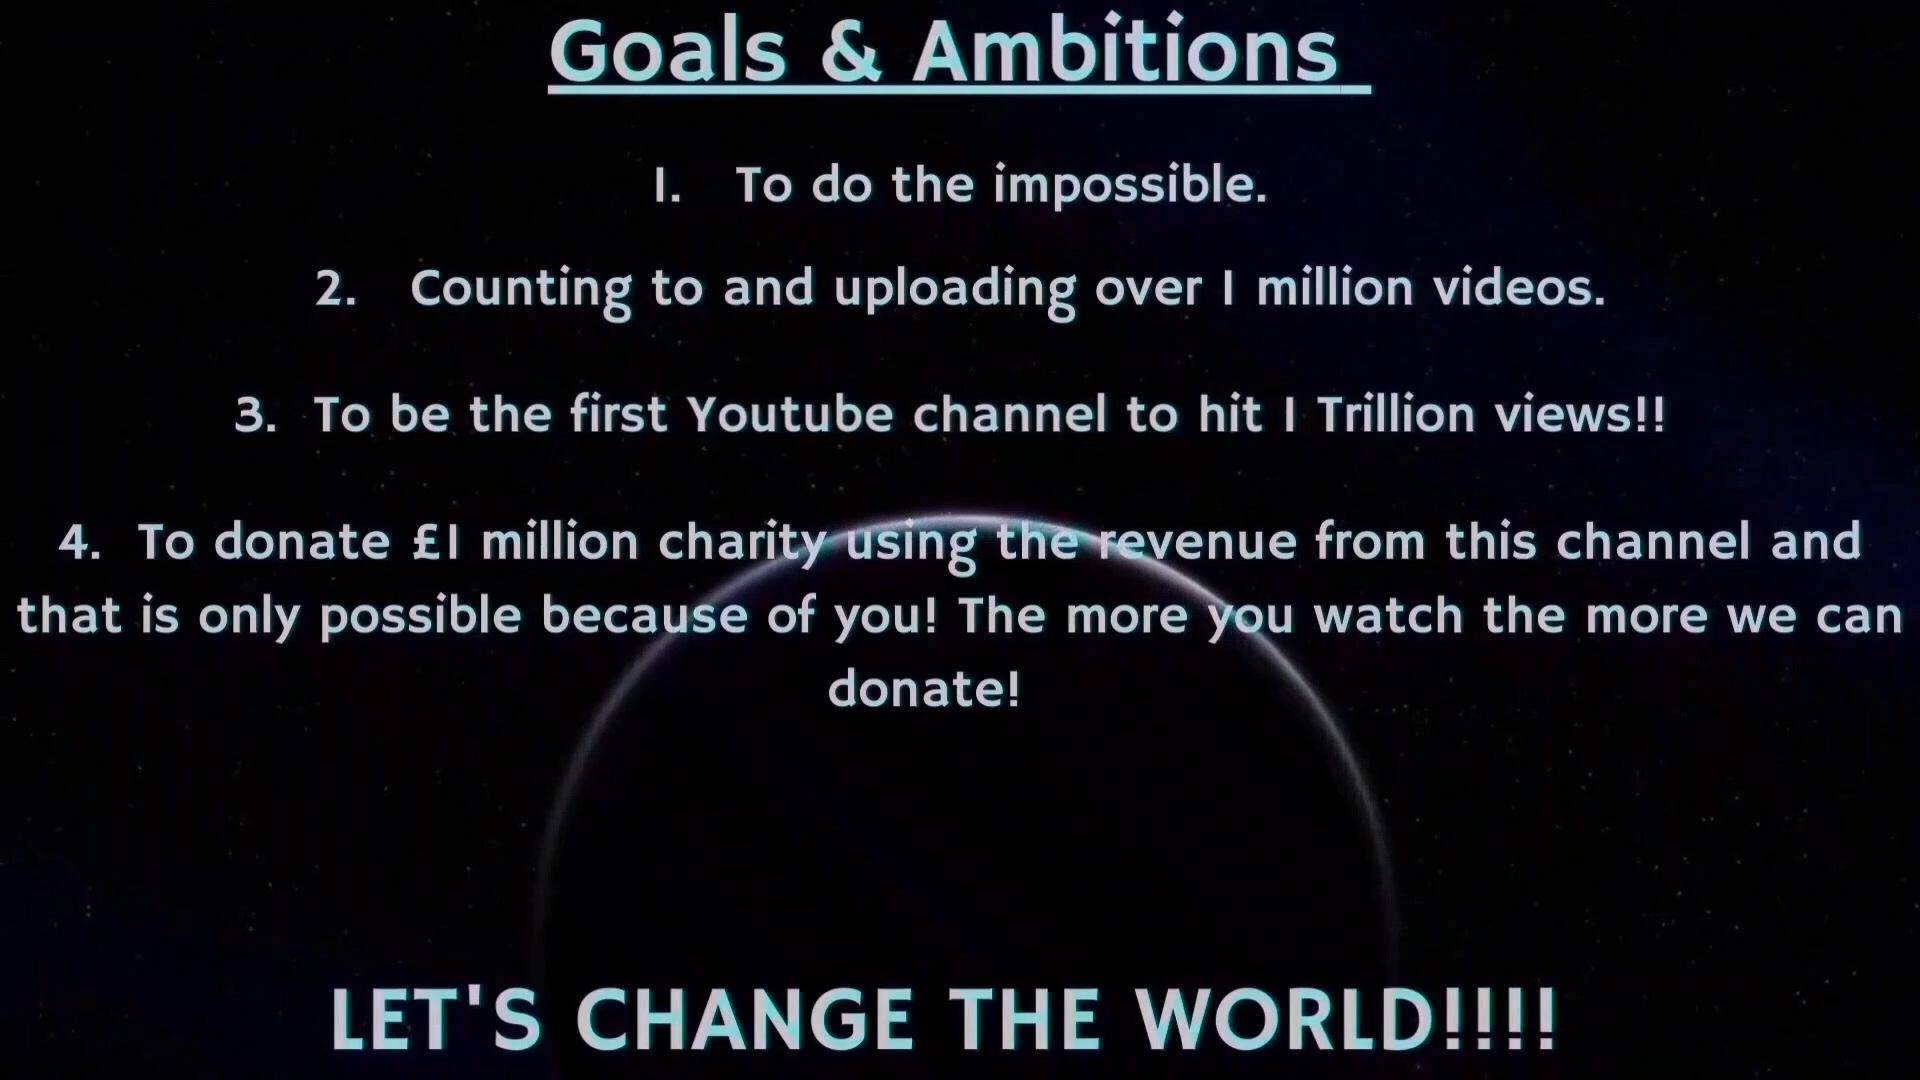 Goals & Ambitions
1. To do the impossible.
2. Counting to and uploading over 1 million videos.
3. To be the first Youtube channel to hit 1 Trillion views!!
4. To donate £1 million charity using the revenue from this channel and
that is only possible because of you! The more you watch the more we can
donate!
LET'S CHANGE THE WORLD!!!!